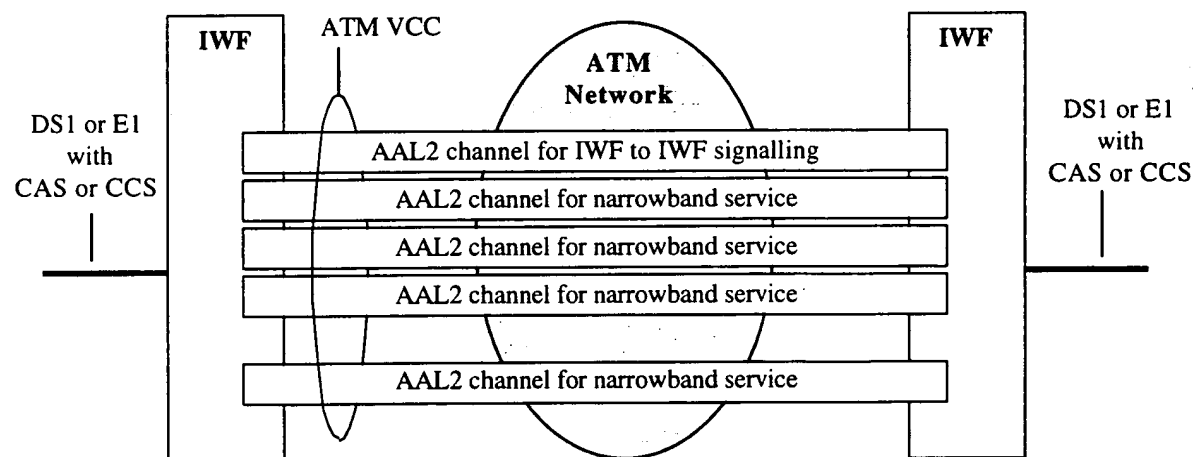 IWF
ATM VCC
ATM
Network
IWF
DS1 or E1
with
CAS or CCS
DS1 or E1
with
CAS or CCS
AAL2 channel for IWF to IWF signalling
AAL2 channel for narrowband service
AAL2 channel for narrowband service
AAL2 channel for narrowband service
AAL2 channel for narrowband service